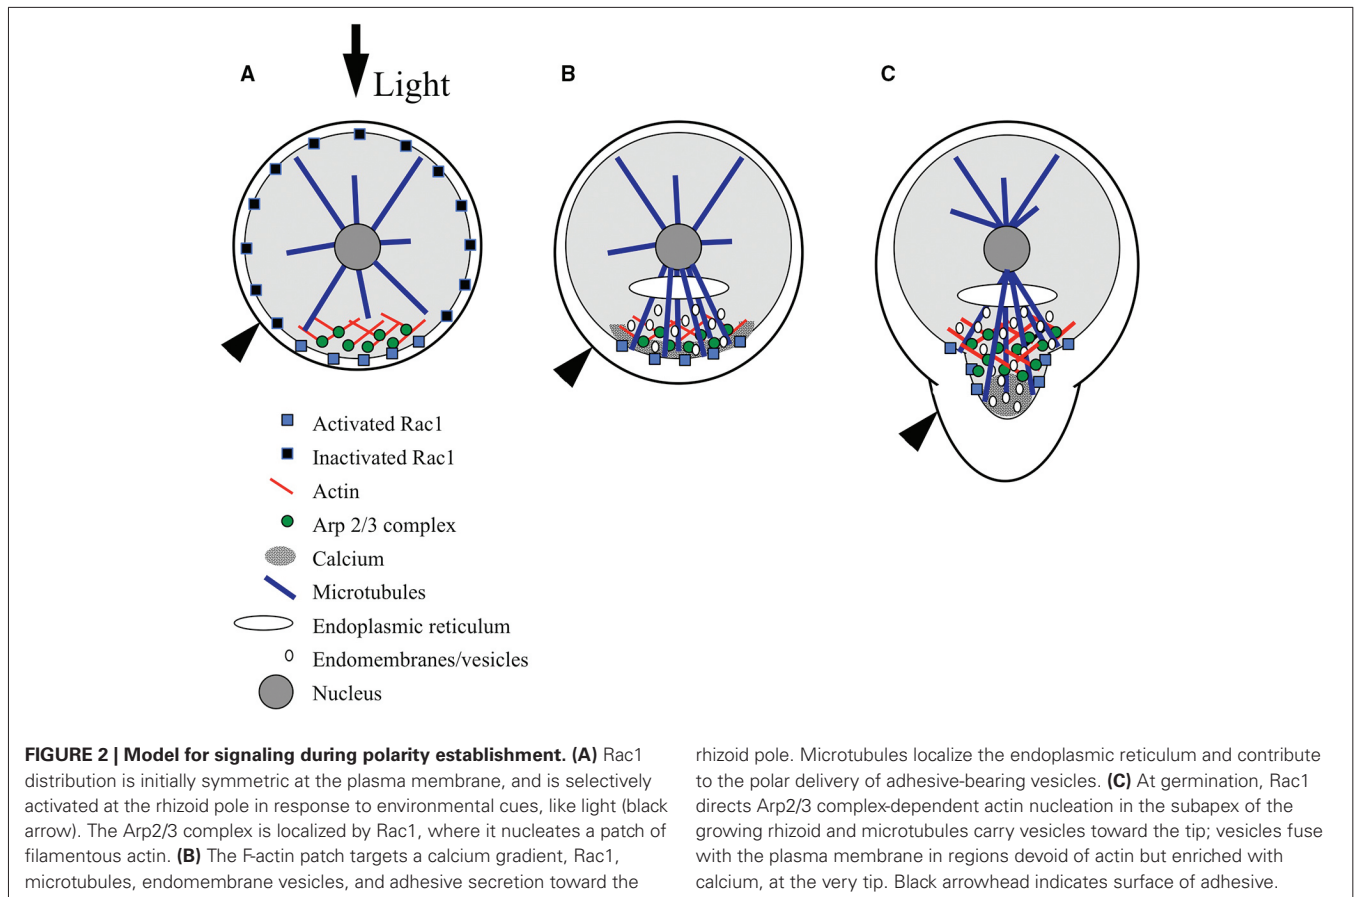 A
Light
B
C
Activated Rac1
Inactivated Rac1
Actin
Arp 2/3 complex
Calcium
Microtubules
Endoplasmic reticulum
Endomembranes/vesicles
Nucleus
FIGURE 2 | Model for signaling during polarity establishment. (A) Rac1
distribution is initially symmetric at the plasma membrane, and is selectively
activated at the rhizoid pole in response to environmental cues, like light (black
arrow). The Arp2/3 complex is localized by Rac1, where it nucleates a patch of
filamentous actin. (B) The F-actin patch targets a calcium gradient, Rac1,
microtubules, endomembrane vesicles, and adhesive secretion toward the
rhizoid pole. Microtubules localize the endoplasmic reticulum and contribute
to the polar delivery of adhesive-bearing vesicles. (C) At germination, Rac1
directs Arp2/3 complex-dependent actin nucleation in the subapex of the
growing rhizoid and microtubules carry vesicles toward the tip; vesicles fuse
with the plasma membrane in regions devoid of actin but enriched with
calcium, at the very tip. Black arrowhead indicates surface of adhesive.